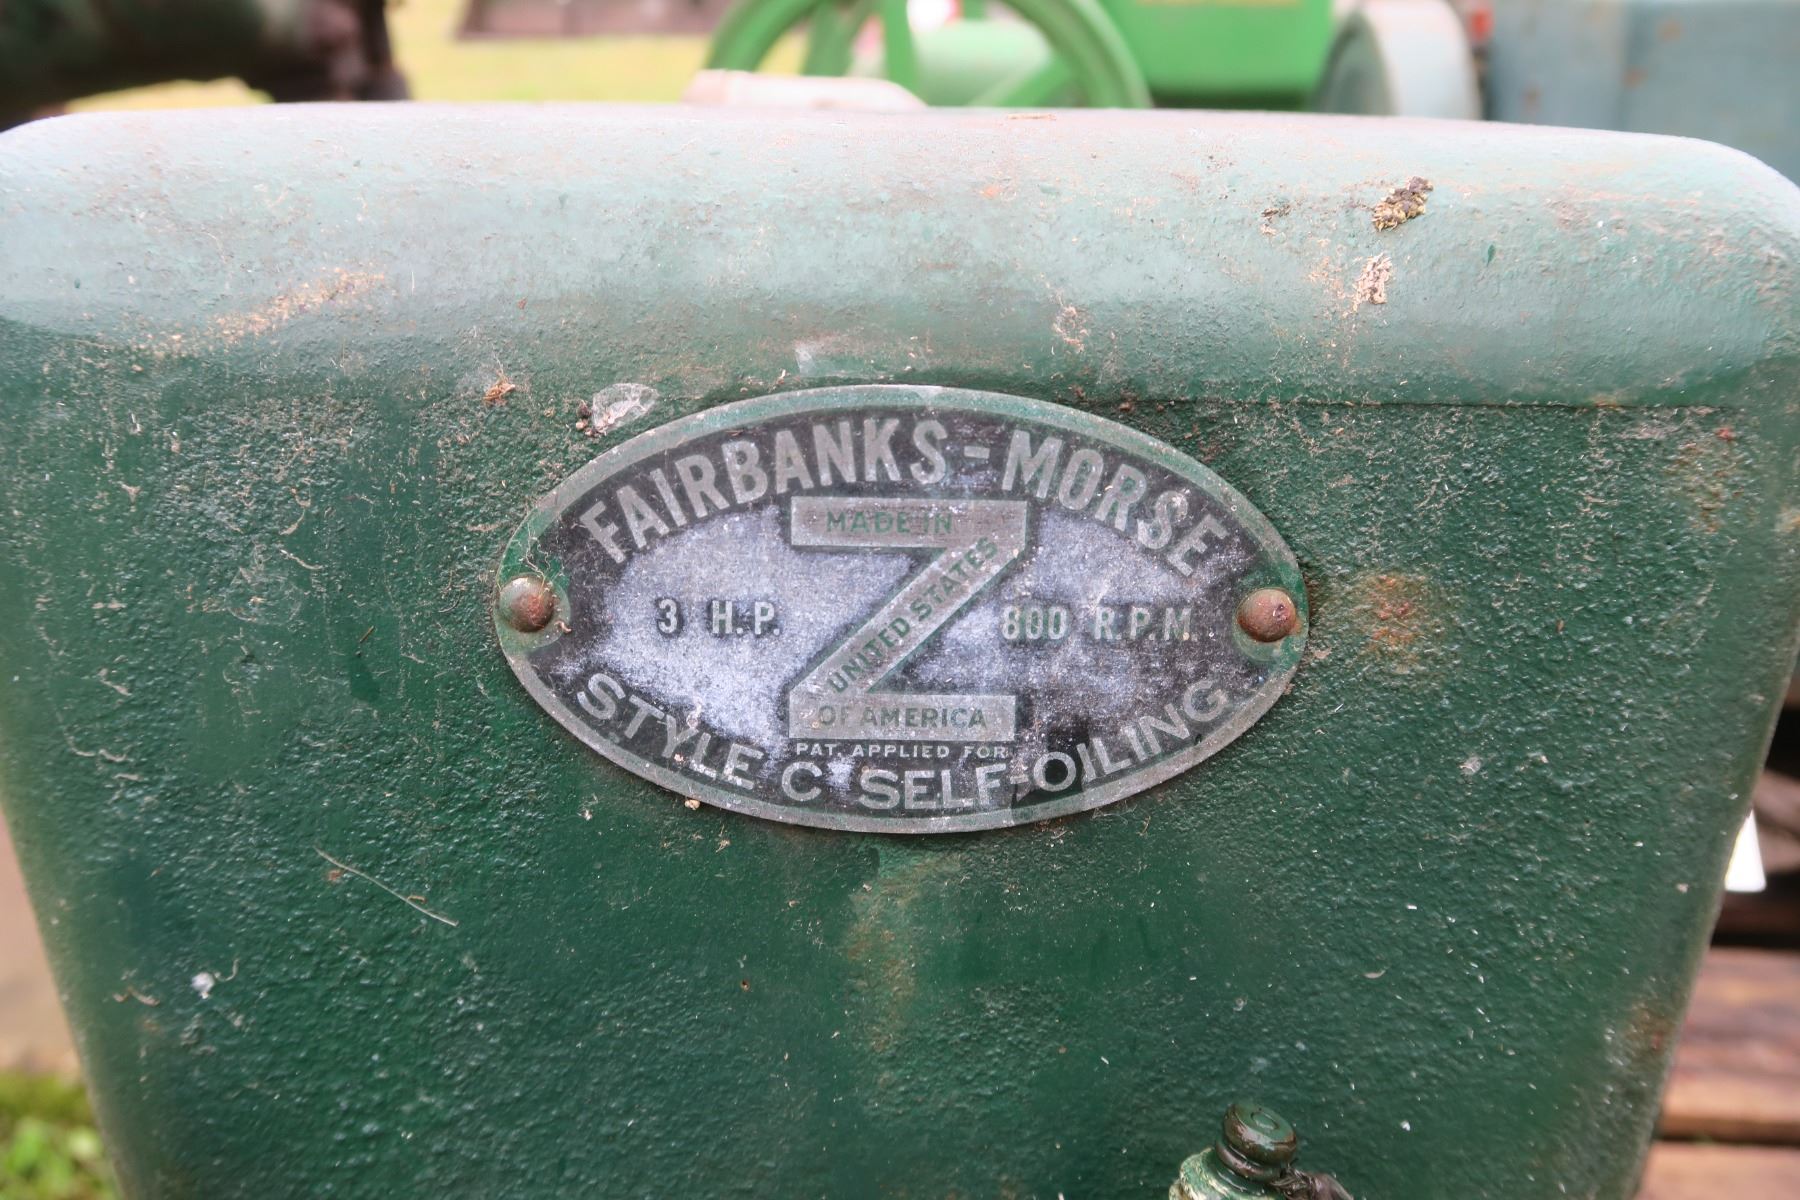 FAIRBANKS-MORSE
MADE IN
UNITED STATES
OF AMERICA
3 H.P.
800 R.P.M.
PAT. APPLIED FOR
STYLE C SELF-OILING